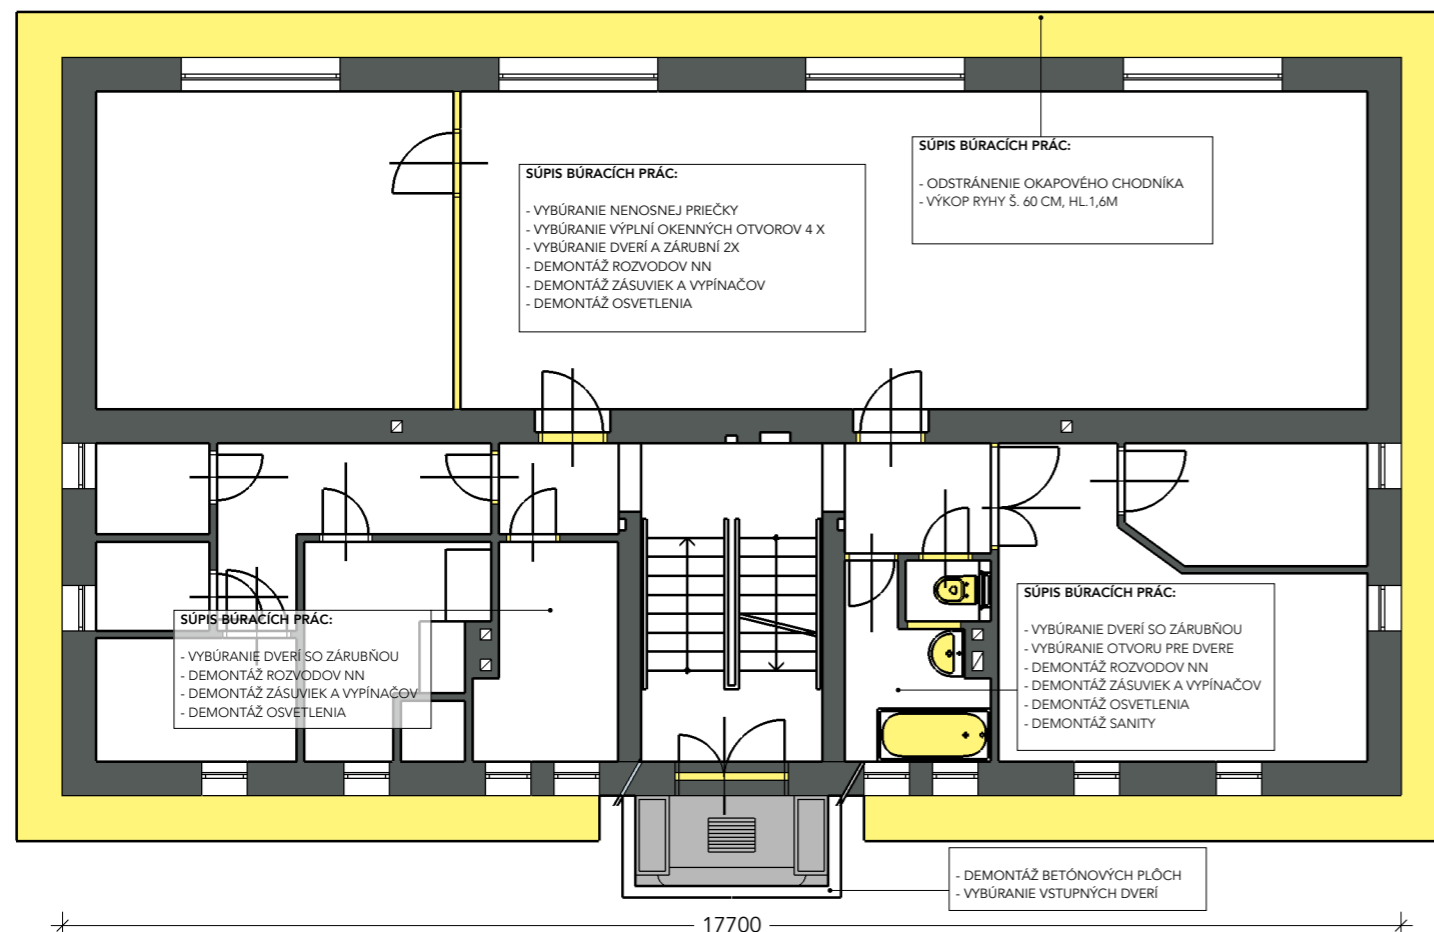 SÚPIS BÚRACÍCH PRÁC:
- ODSTRÁNENIE OKAPOVÉHO CHODNÍKA
- VÝKOP RYHY Š. 60 CM, HL.1,6M
SÚPIS BÚRACÍCH PRÁC:
- VYBÚRANIE NENOSNEJ PRIEČKY
- VYBÚRANIE VÝPLNÍ OKENNÝCH OTVOROV 4 X
- VYBÚRANIE DVERÍ A ZÁRUBNÍ 2X
- DEMONTÁŽ ROZVODOV NN
- DEMONTÁŽ ZÁSUVIEK A VYPÍNAČOV
- DEMONTÁŽ OSVETLENIA
SÚPIS BÚRACÍCH PRÁC:
- VYBÚRANIE DVERÍ SO ZÁRUBŇOU
- DEMONTÁŽ ROZVODOV NN
- DEMONTÁŽ ZÁSUVIEK A VYPÍNAČOV
- DEMONTÁŽ OSVETLENIA
SÚPIS BÚRACÍCH PRÁC:
- VYBÚRANIE DVERÍ SO ZÁRUBŇOU
- VYBÚRANIE OTVORU PRE DVERE
- DEMONTÁŽ ROZVODOV NN
- DEMONTÁŽ ZÁSUVIEK A VYPÍNAČOV
- DEMONTÁŽ OSVETLENIA
- DEMONTÁŽ SANITY
- DEMONTÁŽ BETÓNOVÝCH PLÔCH
- VYBÚRANIE VSTUPNÝCH DVERÍ
17700